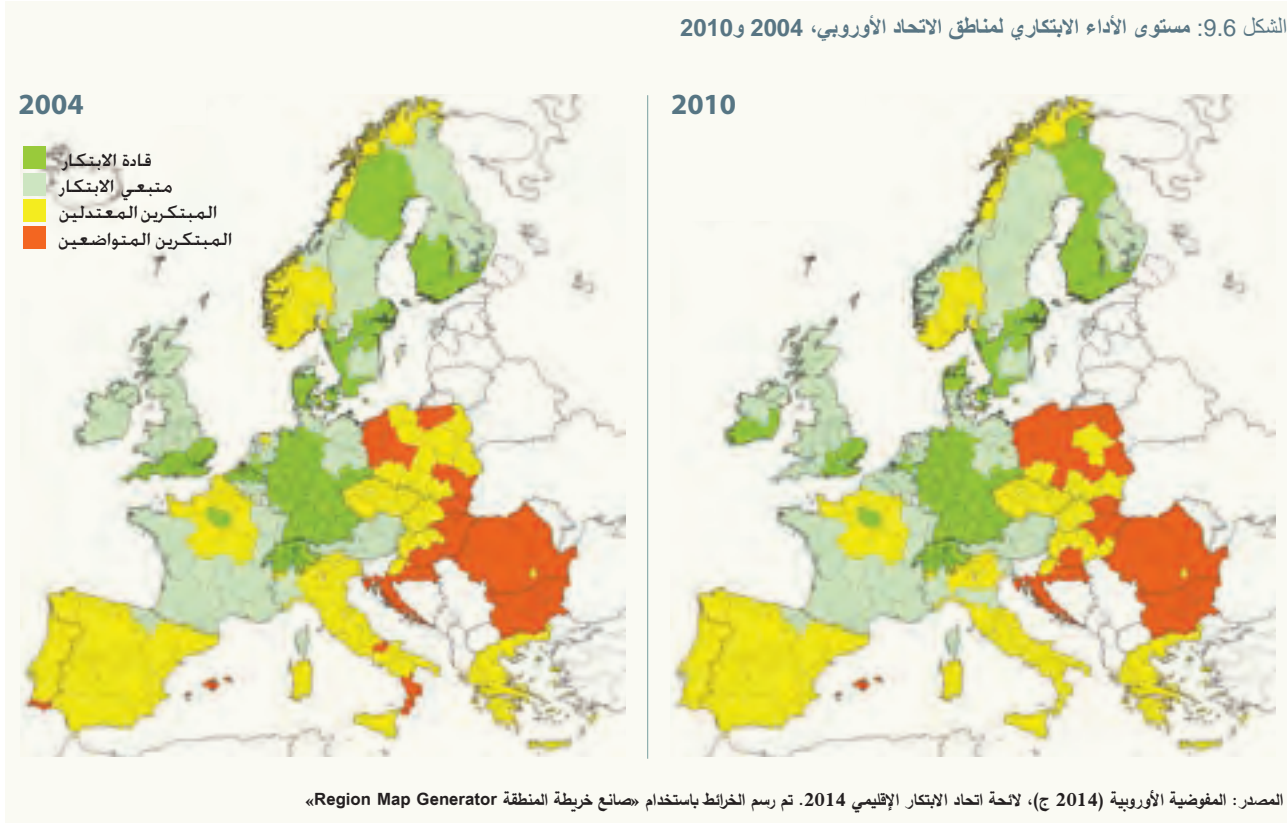 الشكل 9.6: مستوى الأداء الابتكاري لمناطق الاتحاد الأوروبي، 2004 و2010
2004
قادة الابتكار
متبعي الابتكار
المبتكرين المعتدلين
المبتكرين المتواضعين
2010
المصدر: المفوضية الأوروبية (2014 ج)، لائحة اتحاد الابتكار الإقليمي 2014. تم رسم الخرائط باستخدام «صانع خريطة المنطقة Region Map Generator»